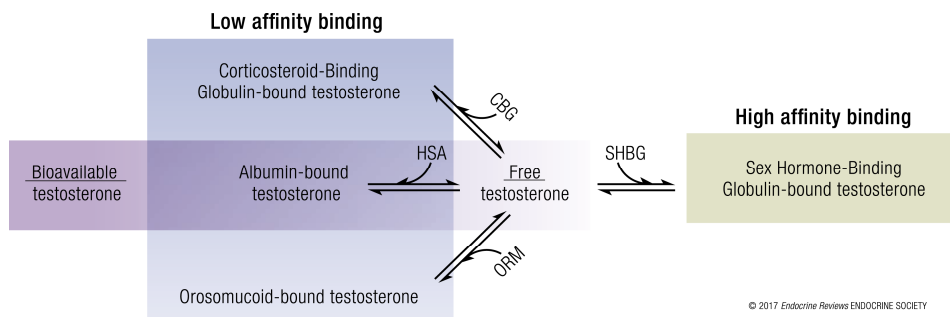 Low affinity binding
Corticosteroid-Binding
Globulin-bound testosterone
CBG
High affinity binding
Bioavailable
testosterone
Albumin-bound
testosterone
HSA
Free
testosterone
SHBG
Sex Hormone-Binding
Globulin-bound testosterone
ORM
Orosomucoid-bound testosterone
© 2017 Endocrine Reviews ENDOCRINE SOCIETY